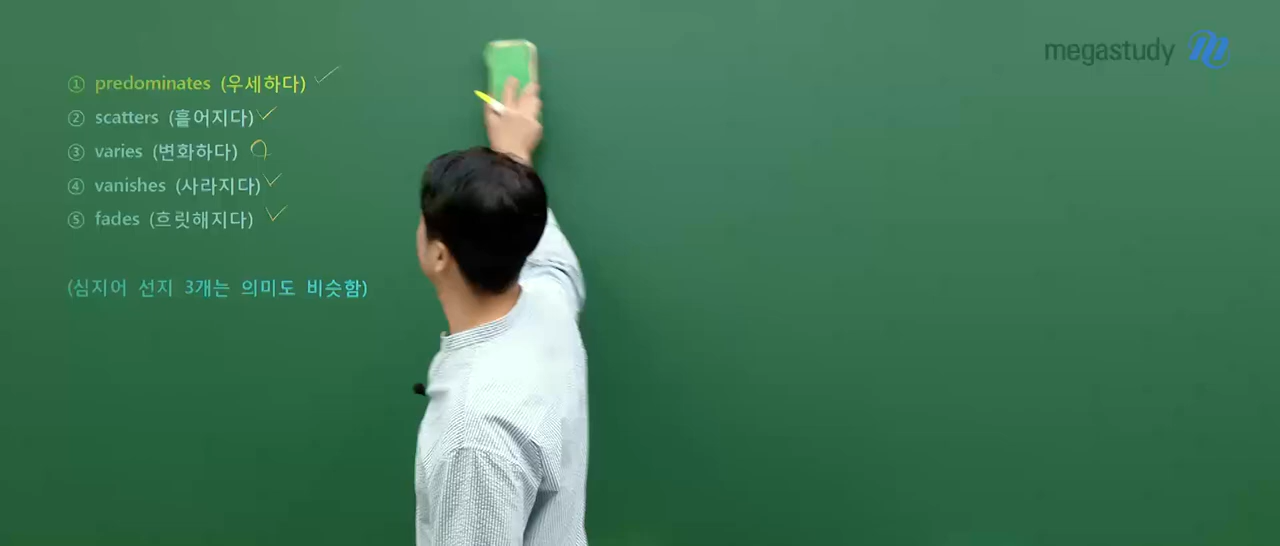 megastudy
① predominates (우세하다)
② scatters (흩어지다)
③ varies (변화하다)
④ vanishes (사라지다)
⑤ fades (흐릿해지다)
(심지어 선지 3개는 의미도 비슷함)